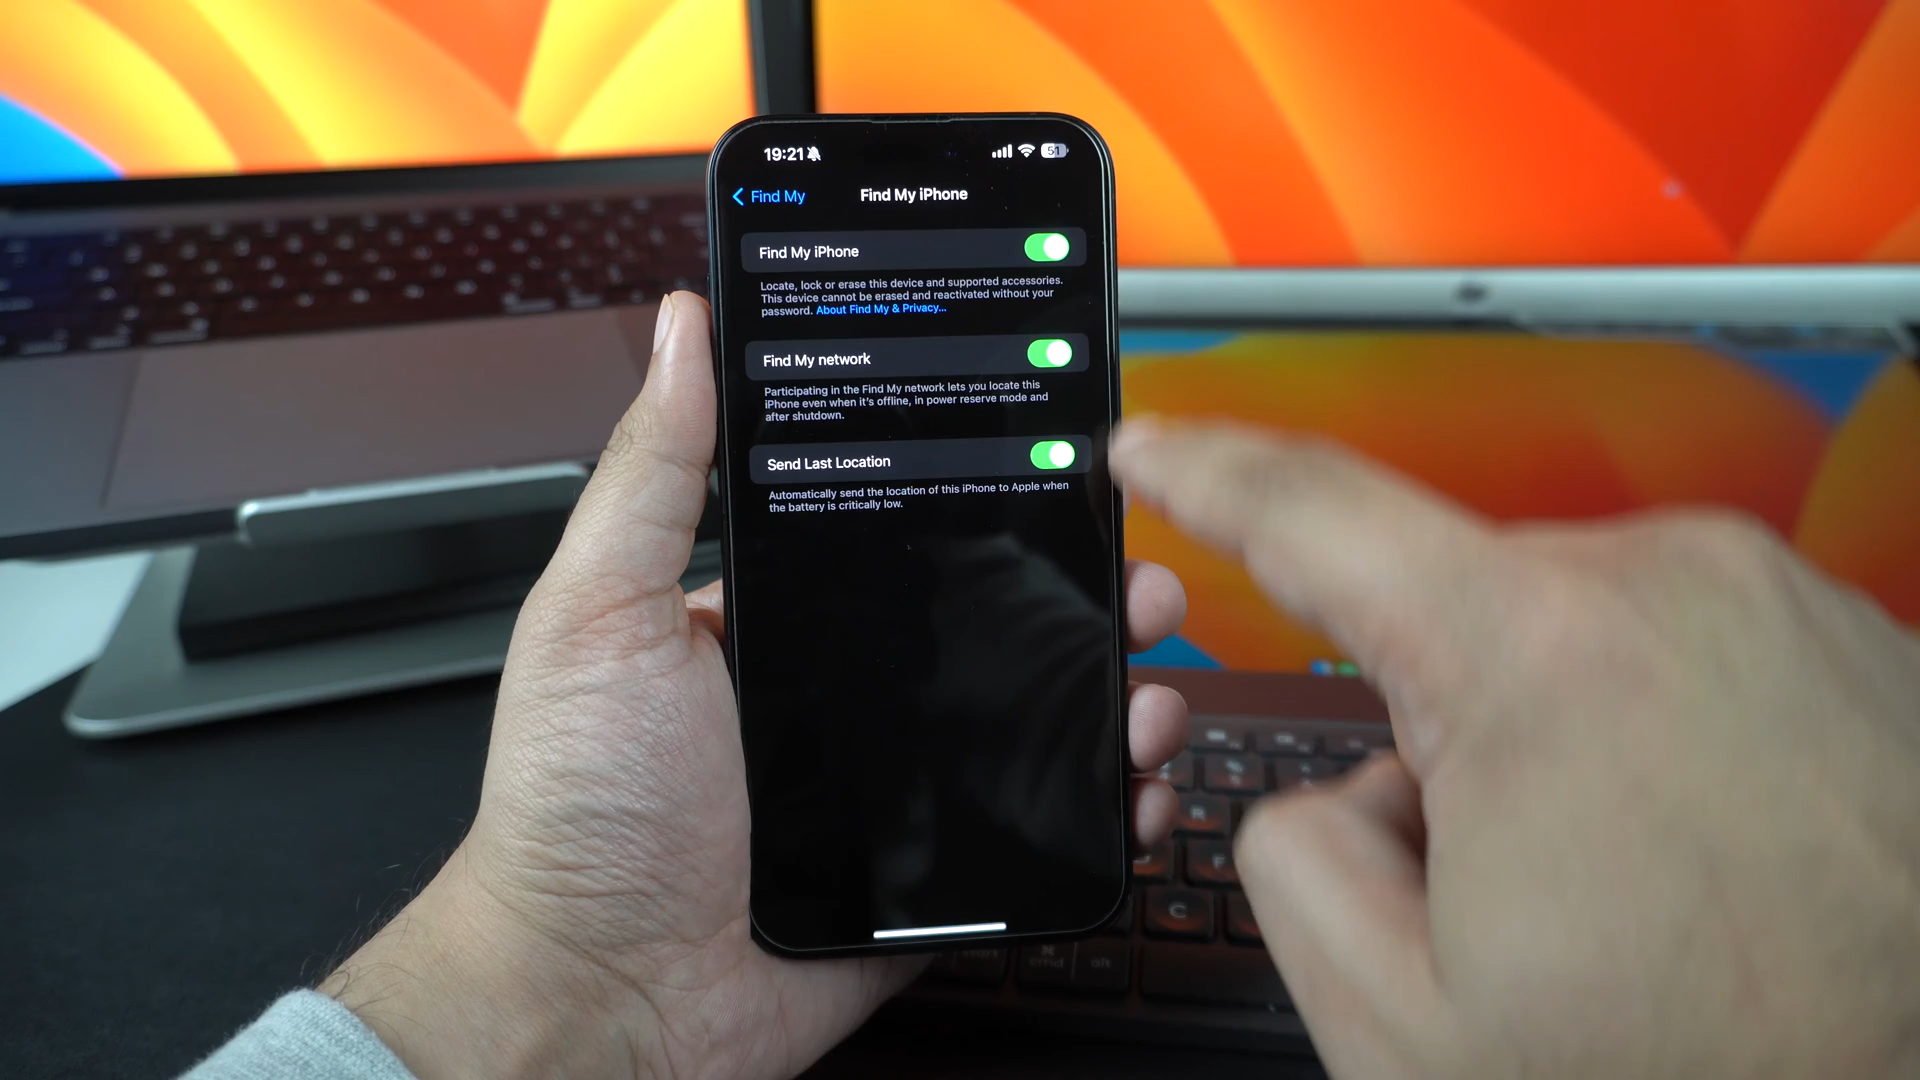 19:21
51
Find My
Find My iPhone
Find My iPhone
Locate, lock or erase this device and supported accessories.
This device cannot be erased and reactivated without your
password. About Find My & Privacy...
Find My network
Participating in the Find My network lets you locate this
iPhone even when it's offline, in power reserve mode and
after shutdown.
Send Last Location
Automatically send the location of this iPhone to Apple when
the battery is critically low.
R
F
C
cmd
alt